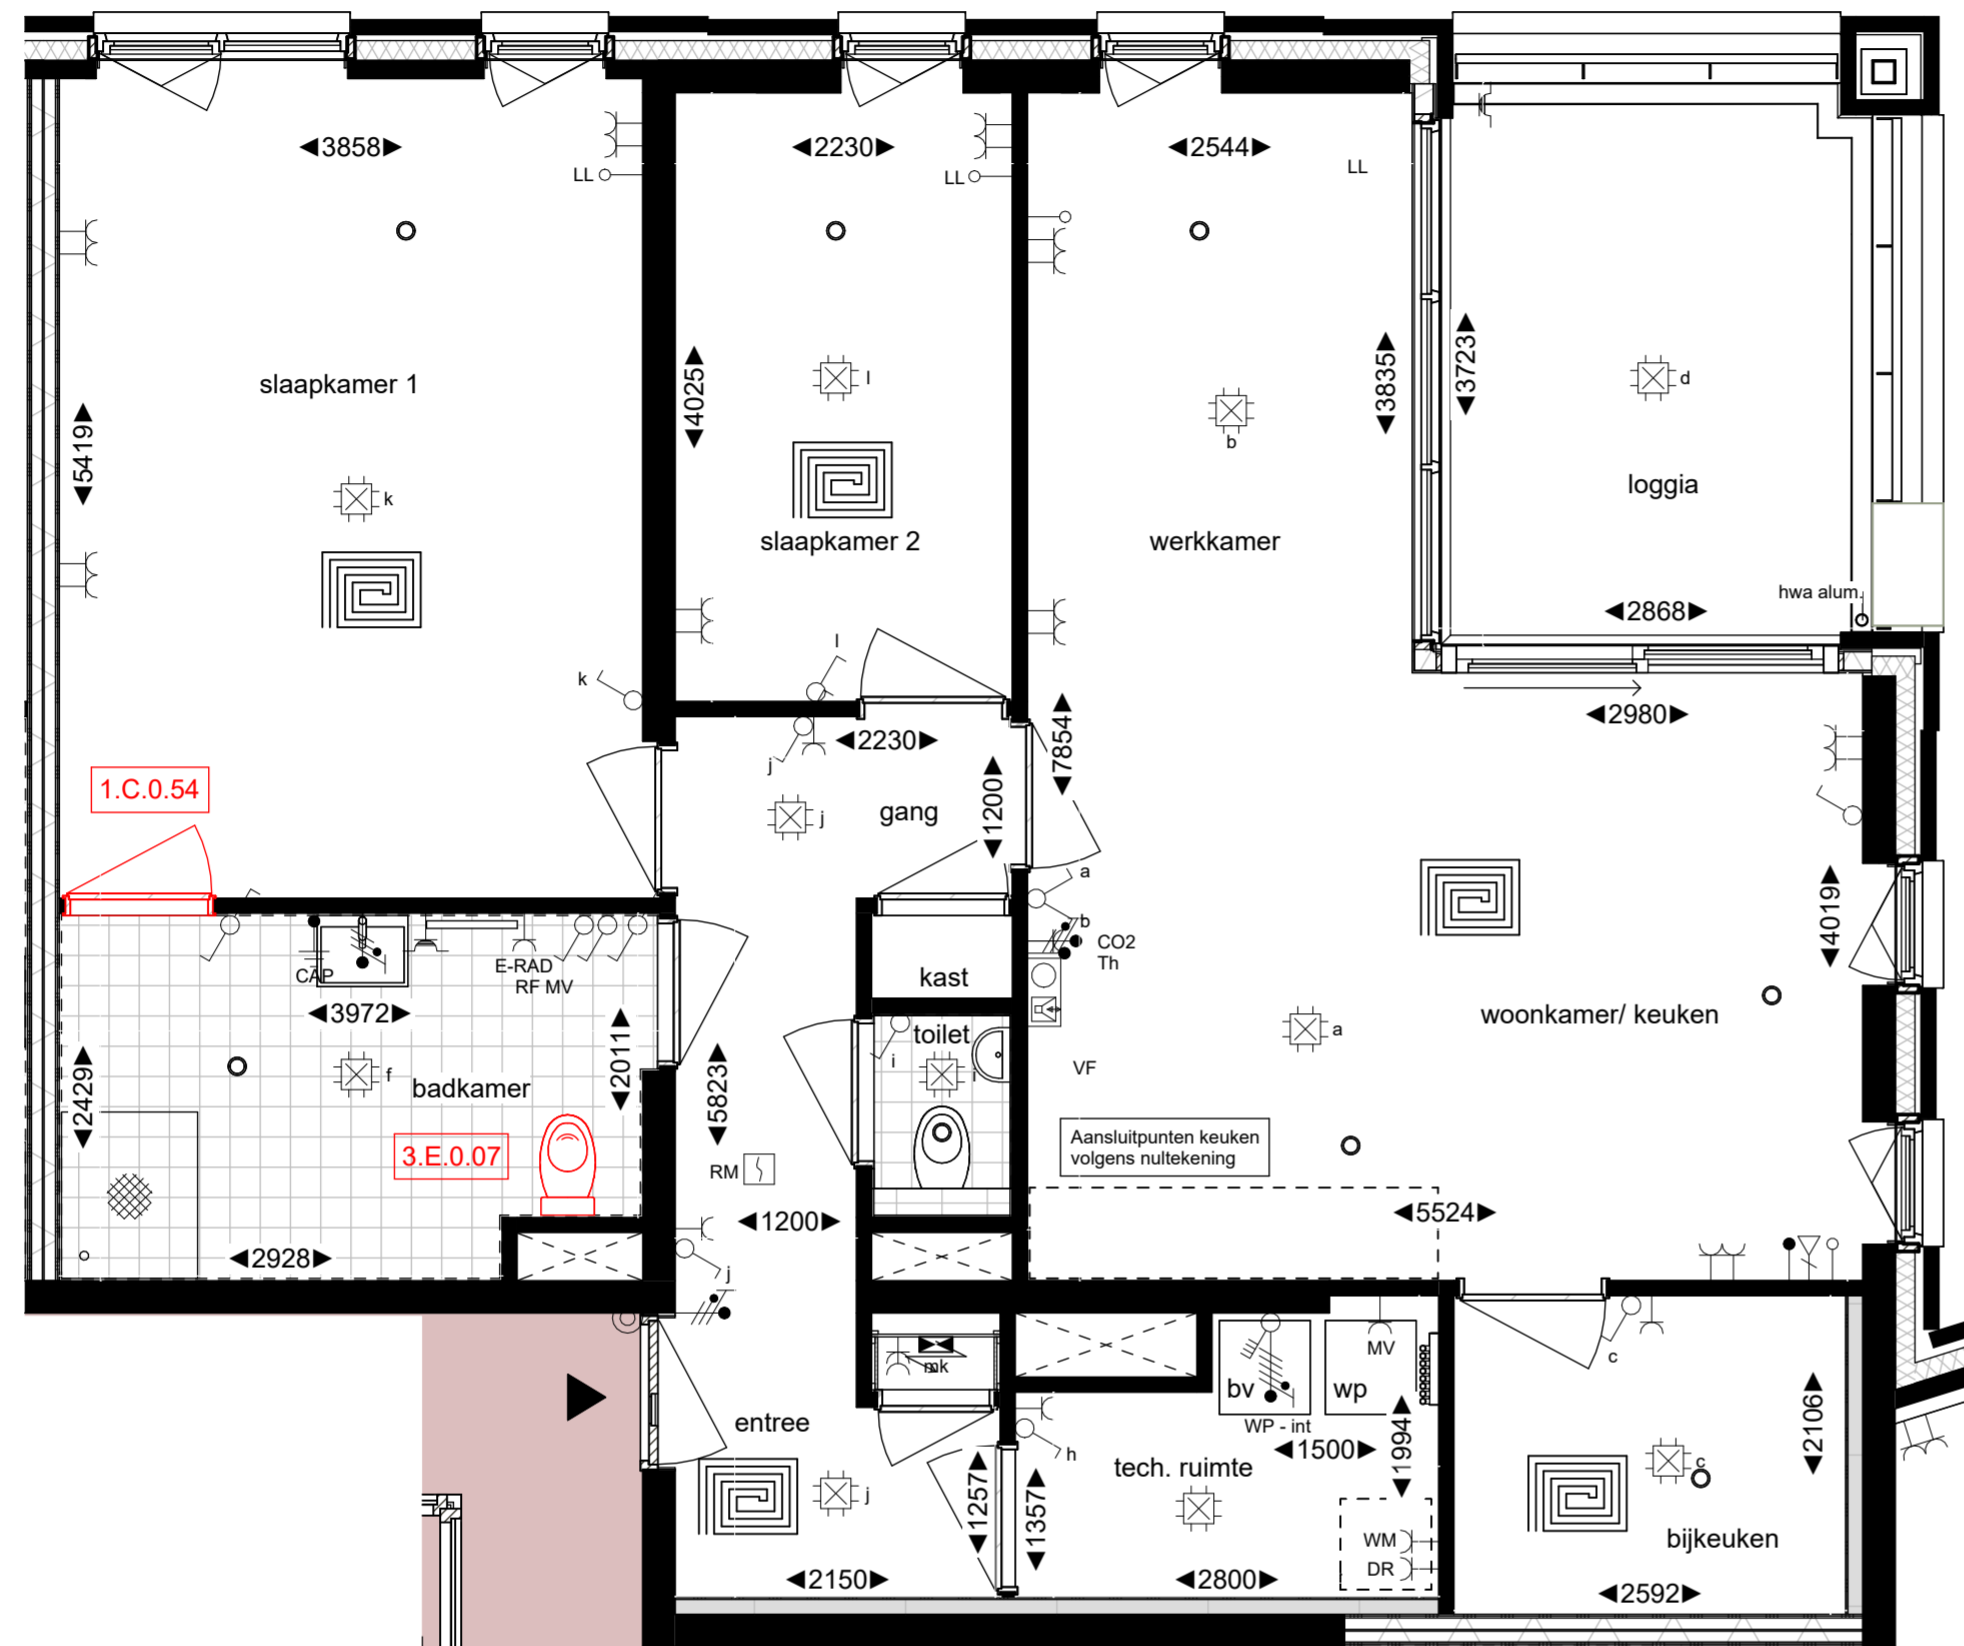 3858
2230
2544
LL
LL
LL
slaapkamer 1
5419
k
k
1.C.0.54
4025
l
slaapkamer 2
l
werkkamer
b
3835
3723
d
loggia
hwa alum.
2868
2980
j
2230
j
gang
1200
7854
a
b
CO2
Th
kast
toilet
i
i
VF
Aansluitpunten keuken
volgens nultekening
a
woonkamer/ keuken
4019
5524
CAP
E-RAD
RF MV
3972
2011
2429
f
badkamer
3.E.0.07
2928
5823
RM
1200
j
mk
entree
j
1257
2150
h
1357
tech. ruimte
bv
wp
MV
WP - int
1500
1994
WM
DR
2800
c
c
2106
bijkeuken
2592